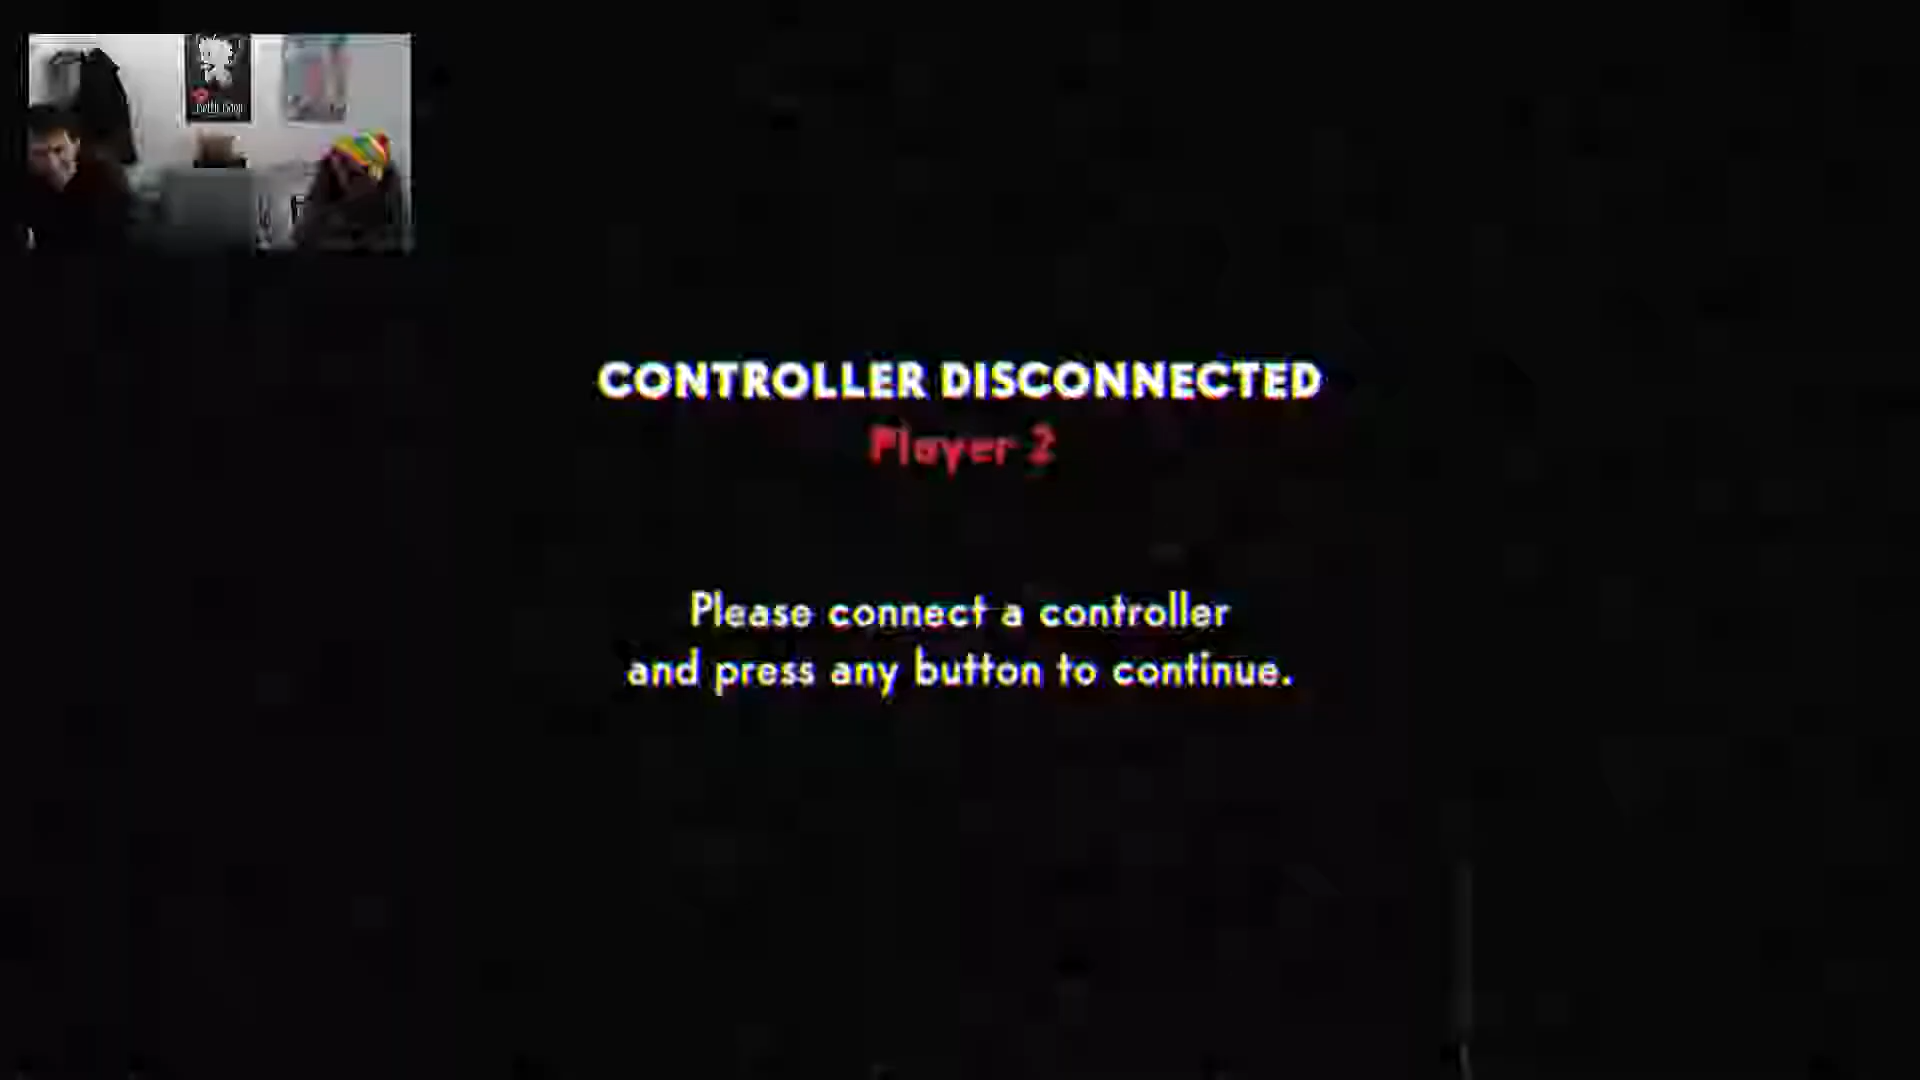 CONTROLLER DISCONNECTED
Player 2
Please connect a controller
and press any button to continue.